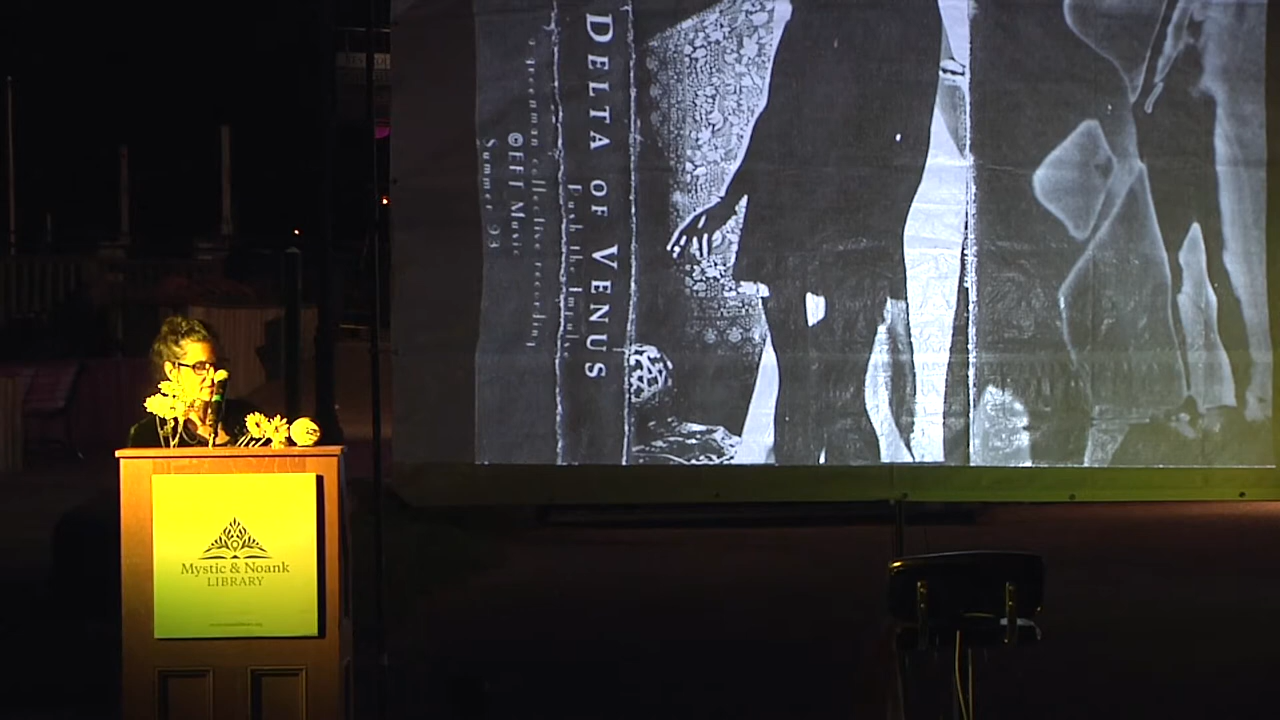 DELTA OF VENUS
Push the Impulse
a greenman collective recording
©EFT Music
Summer 93
Mystic & Noank
LIBRARY